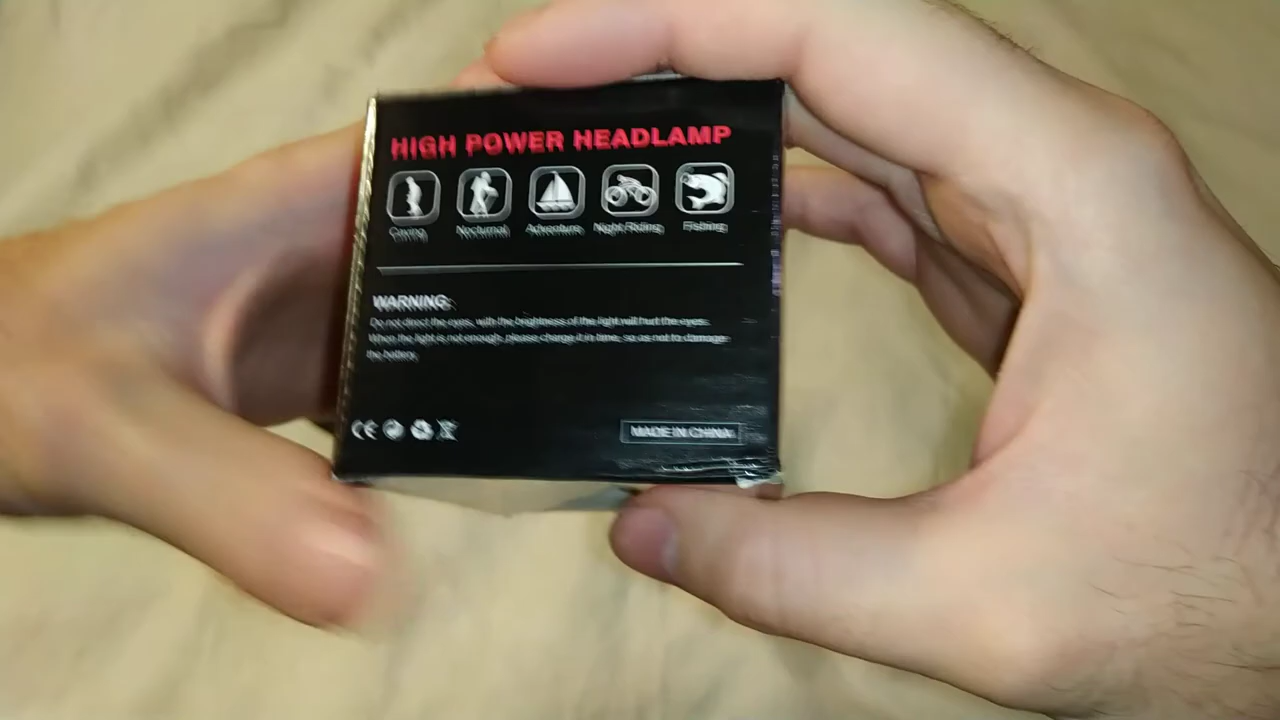 HIGH POWER HEADLAMP
Caving Nocturnal Adventure Night Riding Fishing
WARNING:
Do not direct the eyes, with the brightness of the light will hurt the eyes.
When the light is not enough, please charge it in time, so as not to damage
the battery.
CE
MADE IN CHINA